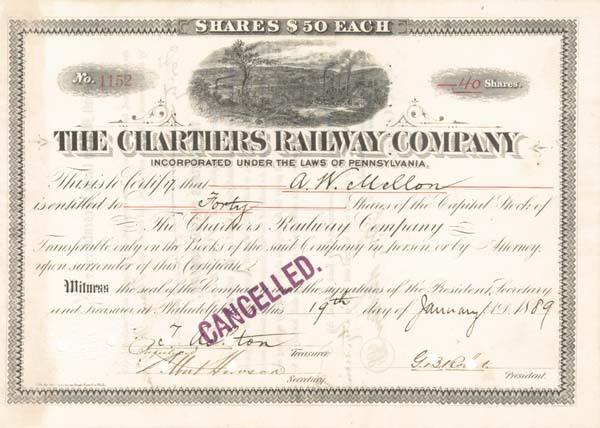 SHARES $50 EACH
No. 1152
40 Shares.
THE CHARTIERS RAILWAY COMPANY
INCORPORATED UNDER THE LAWS OF PENNSYLVANIA.
This is to Certify, that A. W. Mellon
is entitled to Forty Shares of the Capital Stock of
The Chartiers Railway Company
Transferable only on the Books of the said Company in person, or by Attorney
upon surrender of this Certificate
Witness the seal of the Company and the signatures of the President, Secretary
and Treasurer at Philadelphia this 19th day of January A.D. 1889
CANCELLED.
Treasurer
Secretary
President.